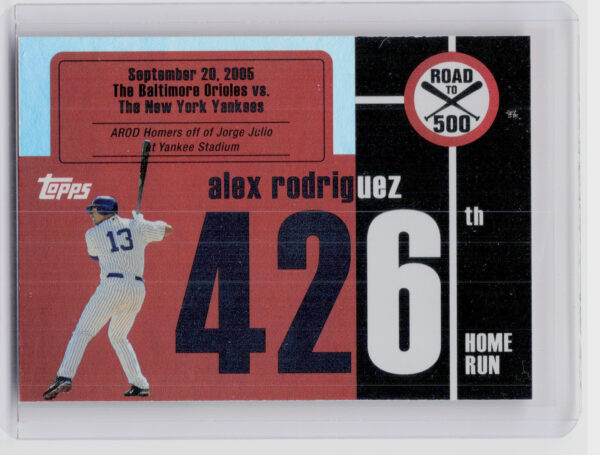 September 20, 2005
The Baltimore Orioles vs.
The New York Yankees
AROD Homers off of Jorge Julio
at Yankee Stadium
ROAD
TO
500
Topps
alex rodriguez
13
426
th
HOME
RUN